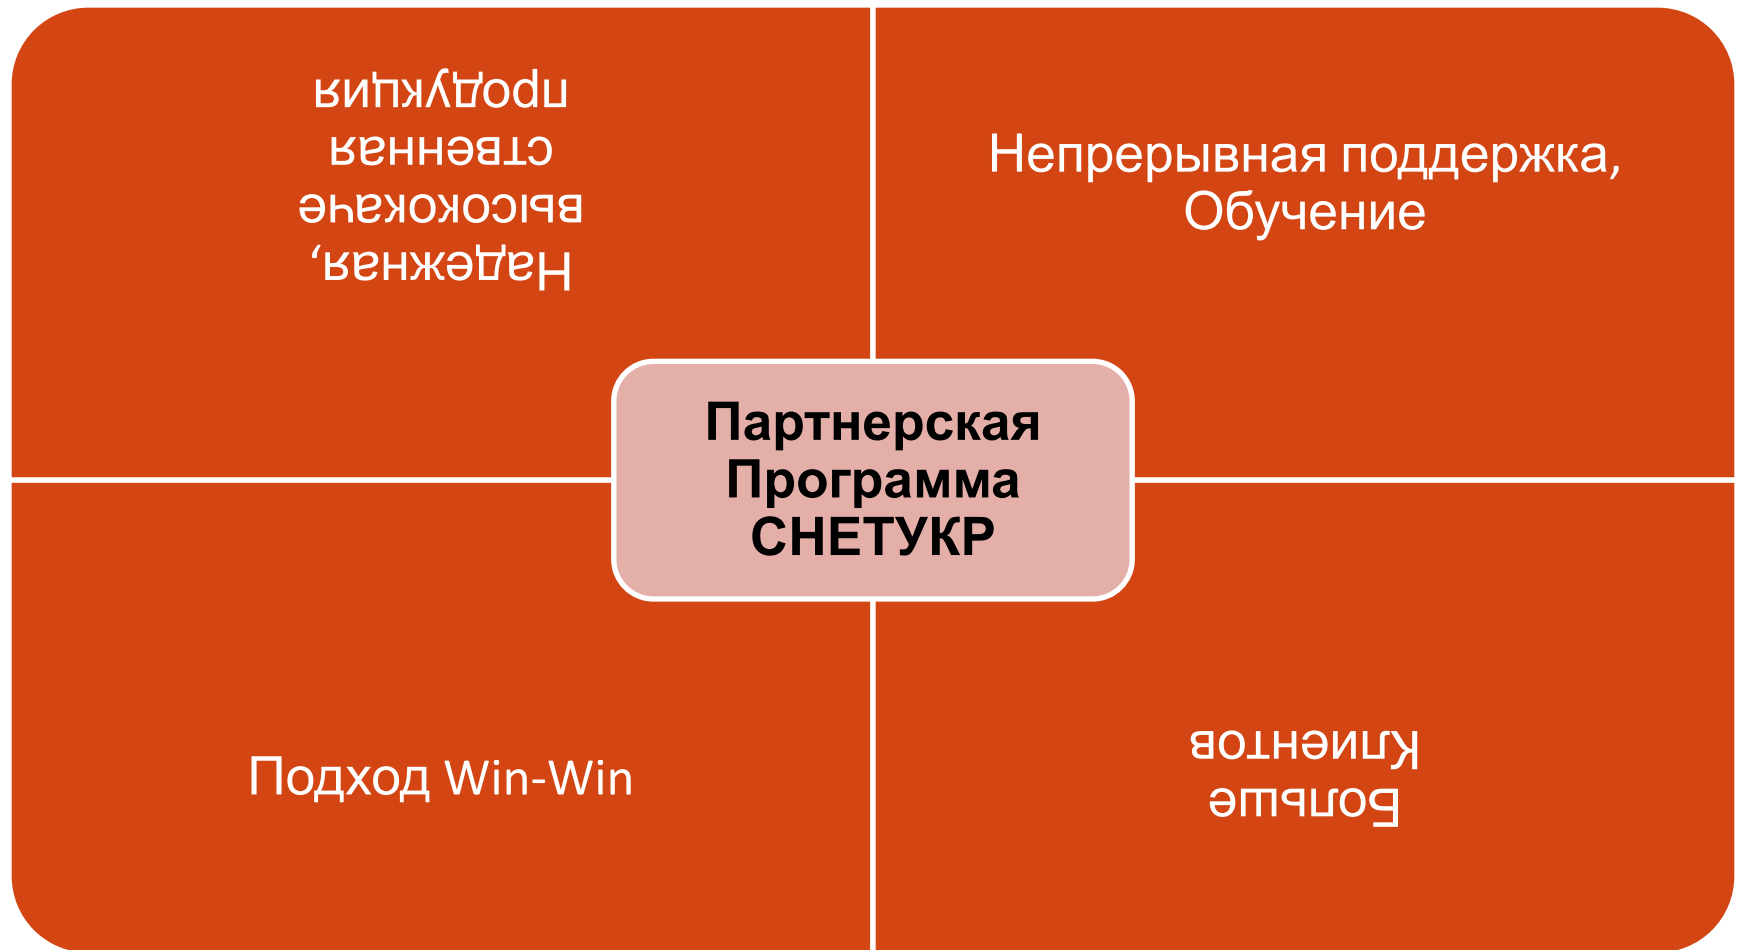 Надежная,
высококаче
ственная
продукция
Непрерывная поддержка,
Обучение
Партнерская
Программа
СНЕТУКР
Подход Win-Win
Больше
Клиентов